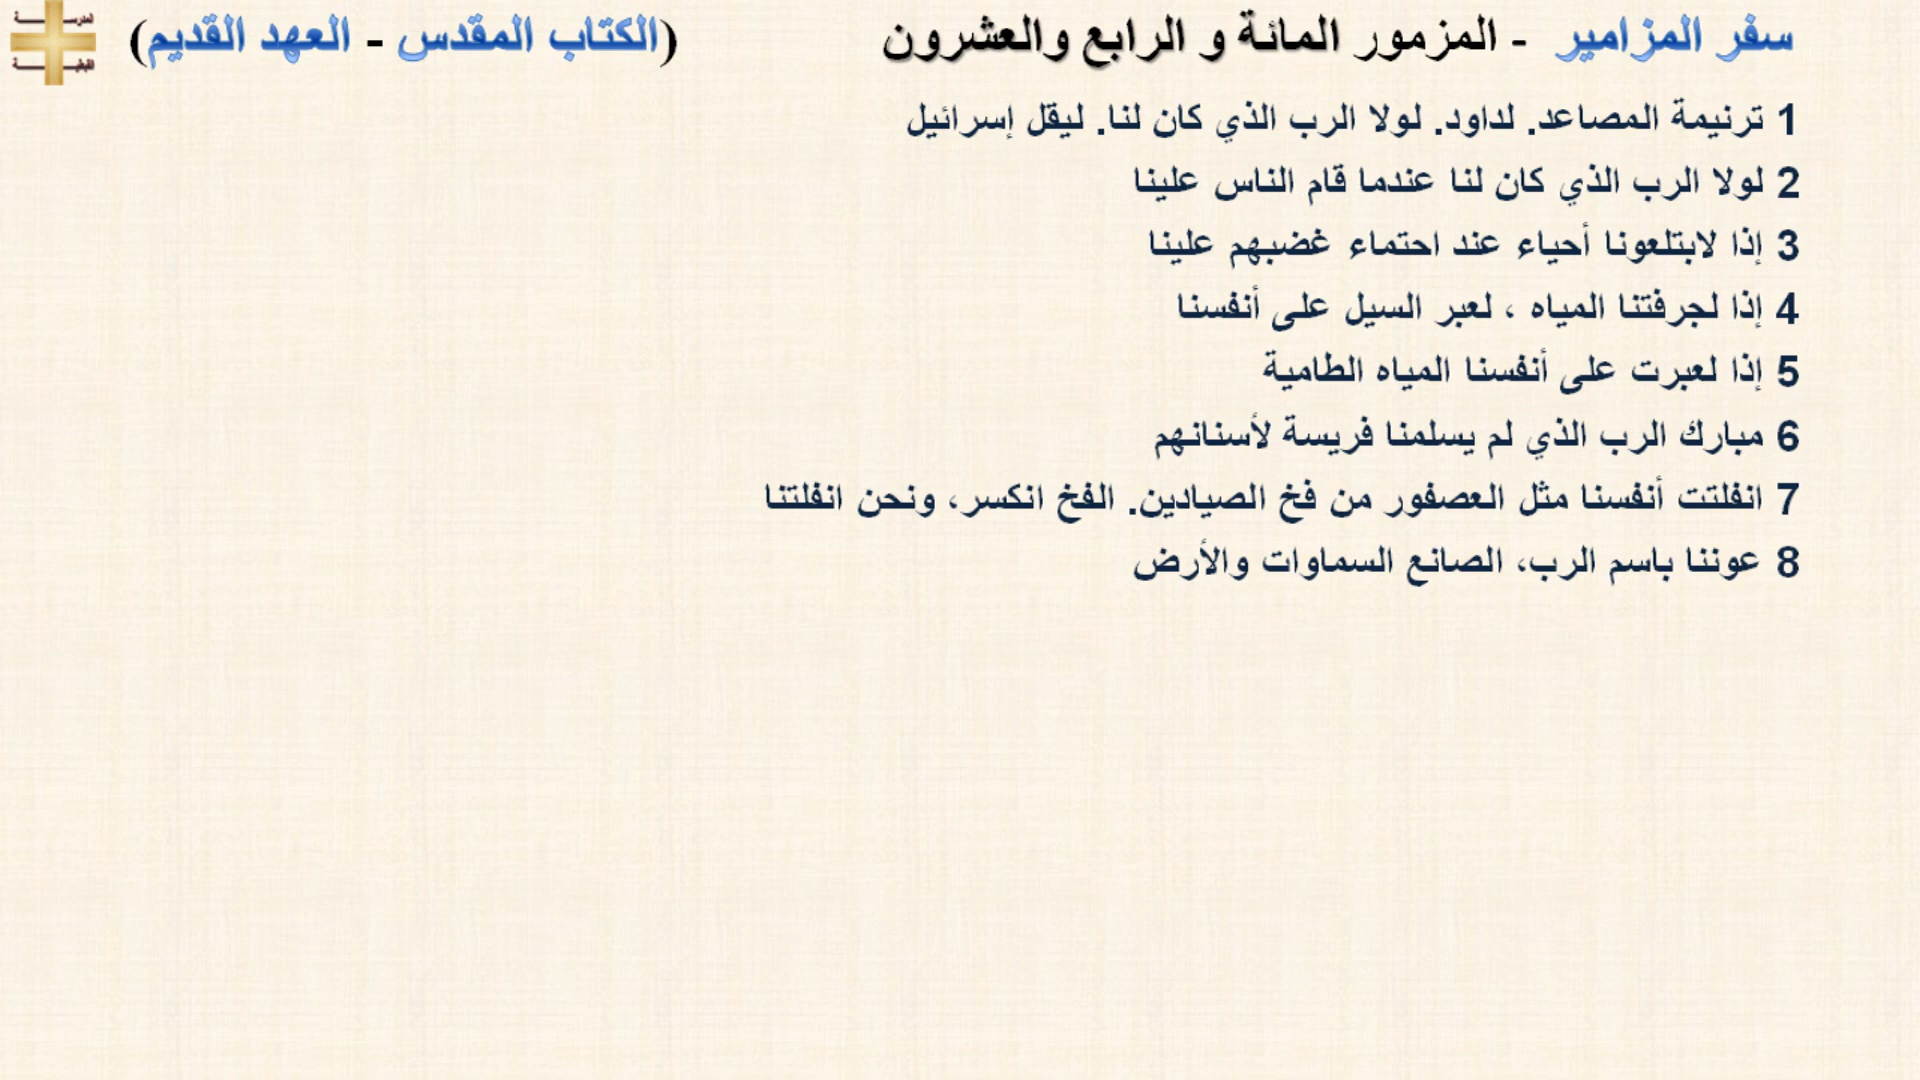 سفر المزامير - المزمور المائة و الرابع والعشرون (الكتاب المقدس - العهد القديم)
1 ترنيمة المصاعد. لداود. لولا الرب الذي كان لنا. ليقل إسرائيل
2 لولا الرب الذي كان لنا عندما قام الناس علينا
3 إذا لابتلعونا أحياء عند احتماء غضبهم علينا
4 إذا لجرفتنا المياه ، لعبر السيل على أنفسنا
5 إذا لعبرت على أنفسنا المياه الطامية
6 مبارك الرب الذي لم يسلمنا فريسة لأسنانهم
7 انفلتت أنفسنا مثل العصفور من فخ الصيادين. الفخ انكسر، ونحن انفلتنا
8 عوننا باسم الرب، الصانع السماوات والأرض